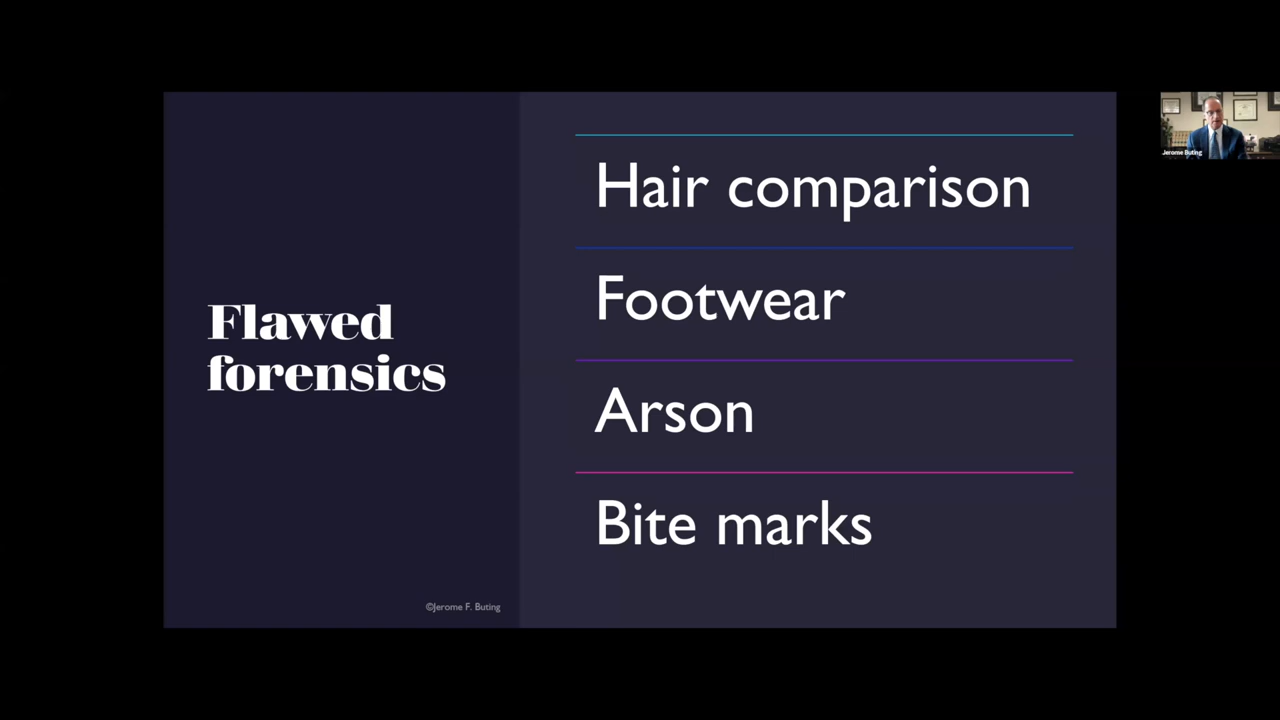 Flawed
forensics
Hair comparison
Footwear
Arson
Bite marks
©Jerome F. Buting
Jerome Buting